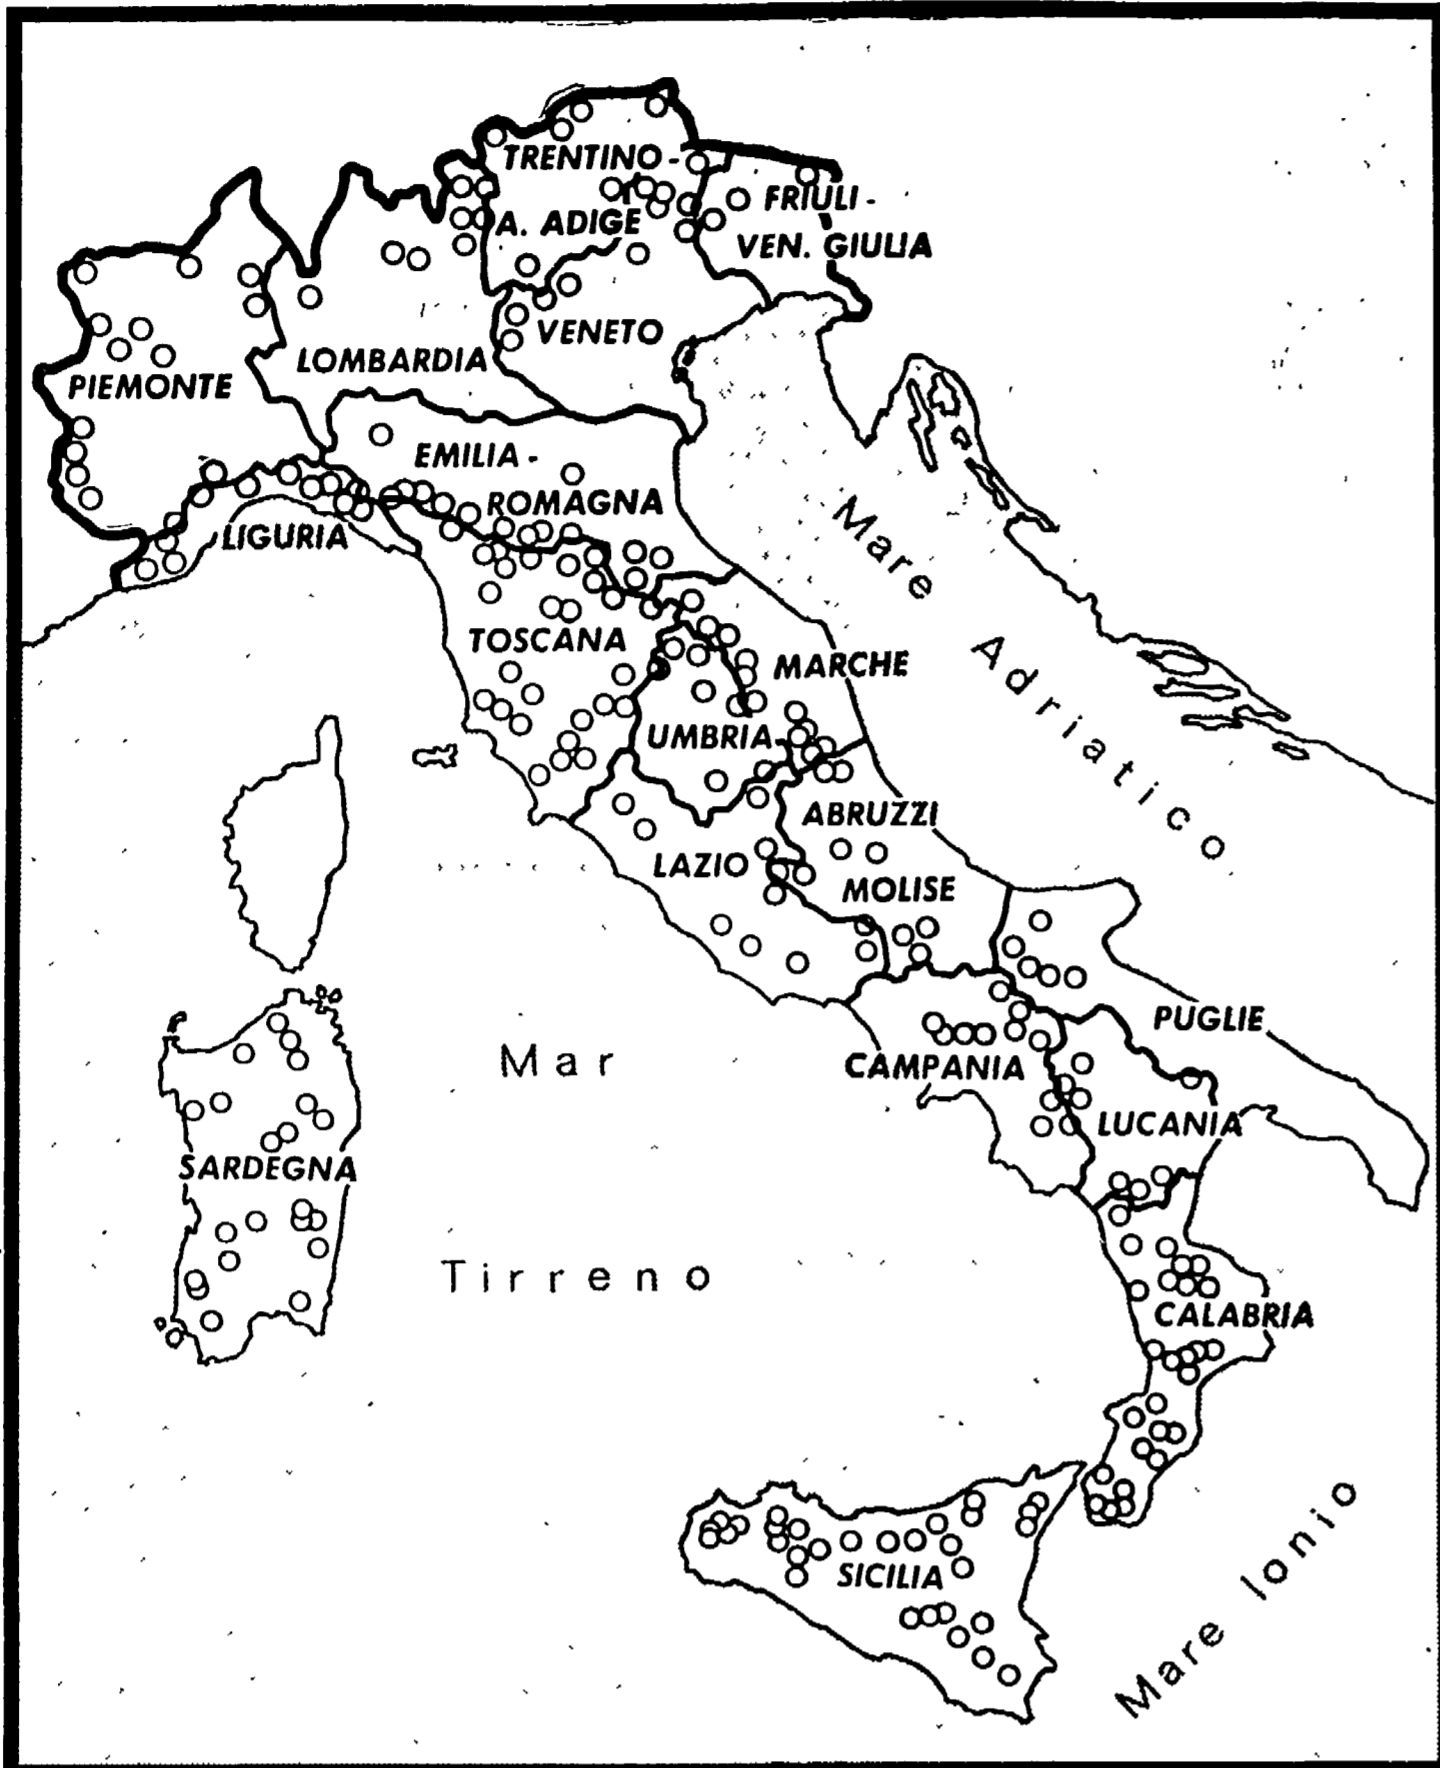 TRENTINO-
A. ADIGE
FRIULI-
VEN. GIULIA
VENETO
LOMBARDIA
PIEMONTE
EMILIA-
ROMAGNA
LIGURIA
TOSCANA
MARCHE
UMBRIA
ABRUZZI
LAZIO
MOLISE
PUGLIE
CAMPANIA
LUCANIA
SARDEGNA
CALABRIA
SICILIA
Mare Adriatico
Mar
Tirreno
Mare Ionio